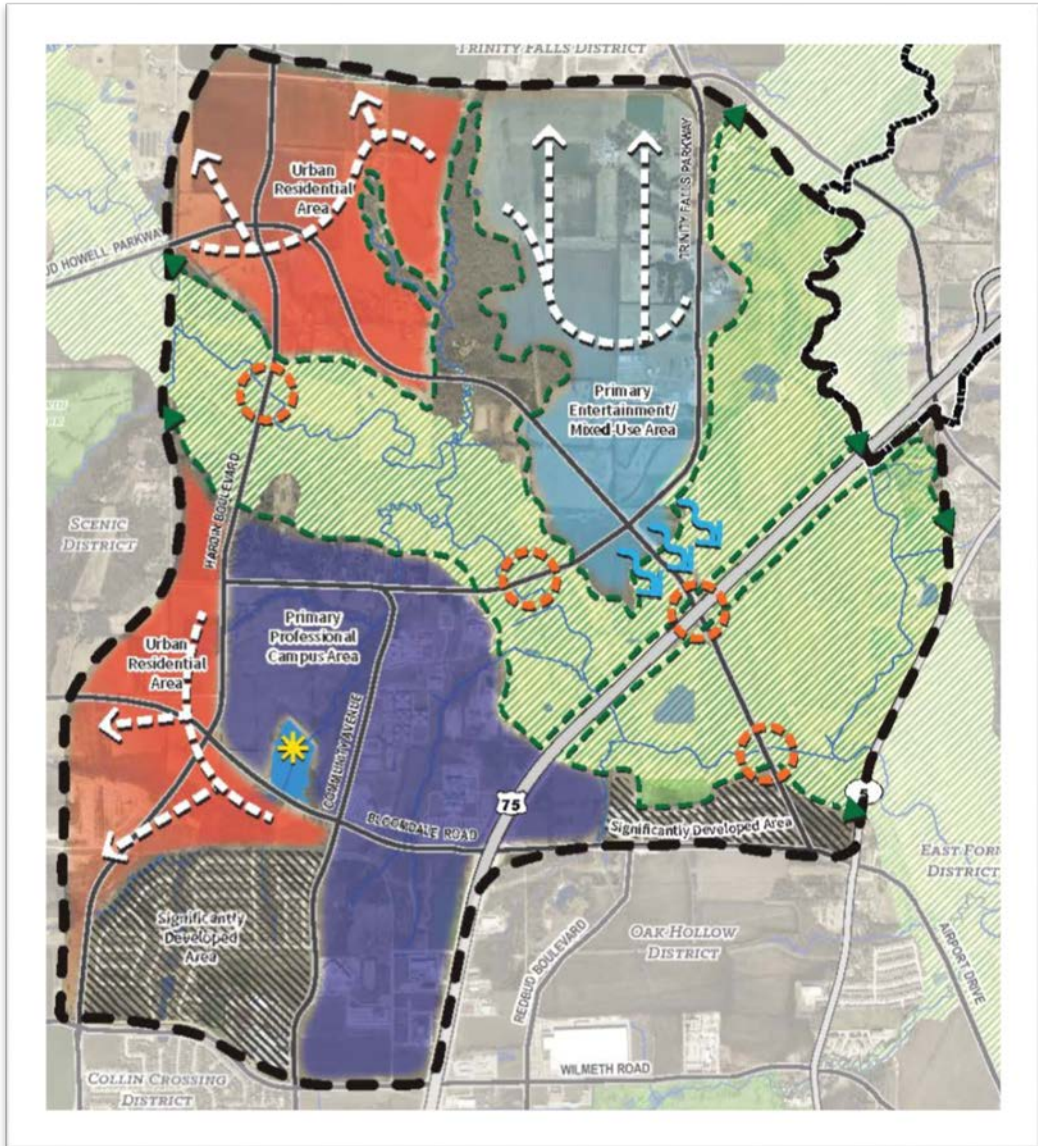 TRINITY FALLS DISTRICT
Urban
Residential
Area
TRINITY FALLS PARKWAY
UD HOWELL PARKWAY
Primary
Entertainment/
Mixed-Use Area
SCENIC
DISTRICT
HARDIN BOULEVARD
Primary
Professional
Campus Area
Urban
Residential
Area
COMMUNITY AVENUE
75
BLOOMDALE ROAD
Significantly Developed Area
EAST FORK
DISTRICT
Significantly
Developed
Area
OAK HOLLOW
DISTRICT
REDBUD BOULEVARD
AIRPORT DRIVE
WILMETH ROAD
COLLIN CROSSING
DISTRICT